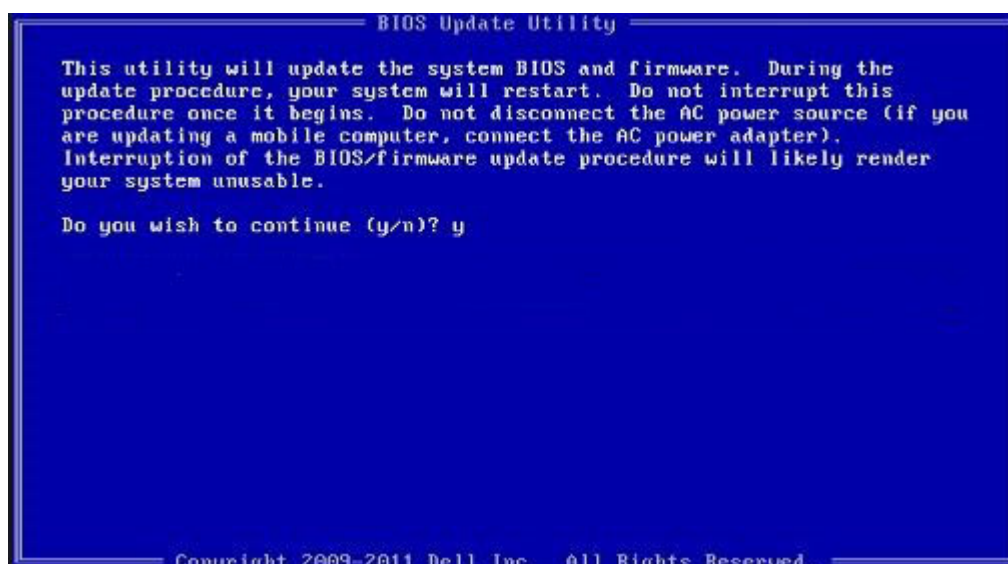 BIOS Update Utility
This utility will update the system BIOS and firmware. During the
update procedure, your system will restart. Do not interrupt this
procedure once it begins. Do not disconnect the AC power source (if you
are updating a mobile computer, connect the AC power adapter).
Interruption of the BIOS/firmware update procedure will likely render
your system unusable.
Do you wish to continue (y/n)? y
Copyright 2009-2011 Dell Inc. All Rights Reserved.